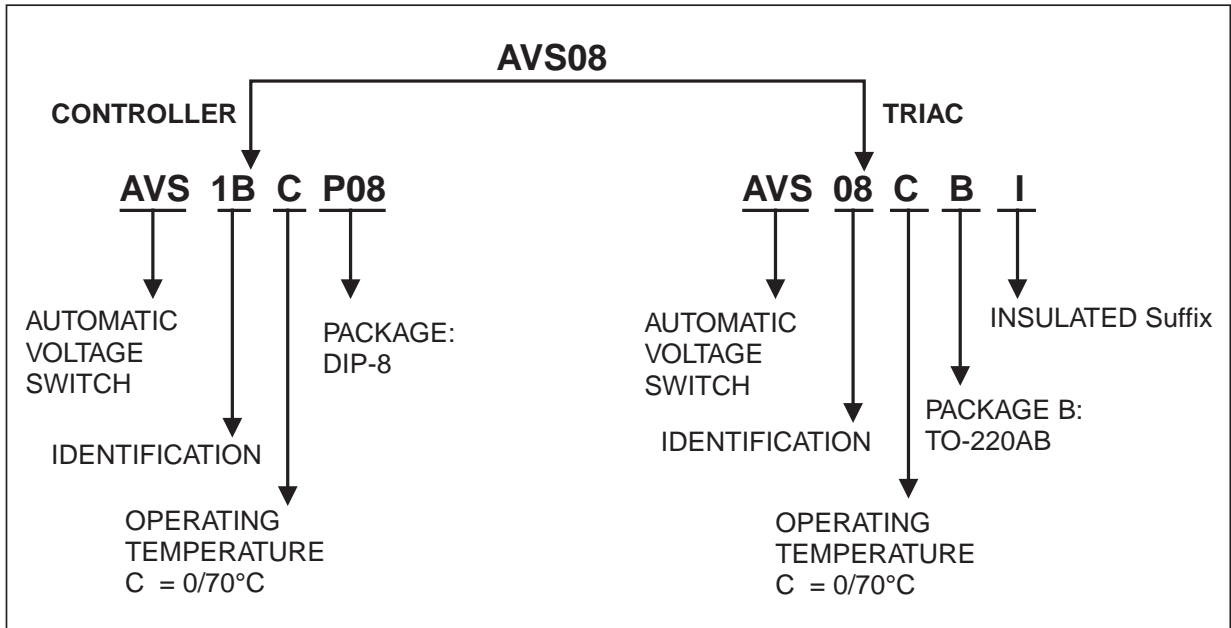 AVS08
CONTROLLER
TRIAC
AVS 1B C P08
AVS 08 C B I
AUTOMATIC
VOLTAGE
SWITCH
IDENTIFICATION
OPERATING
TEMPERATURE
C = 0/70°C
PACKAGE:
DIP-8
AUTOMATIC
VOLTAGE
SWITCH
IDENTIFICATION
OPERATING
TEMPERATURE
C = 0/70°C
PACKAGE B:
TO-220AB
INSULATED Suffix